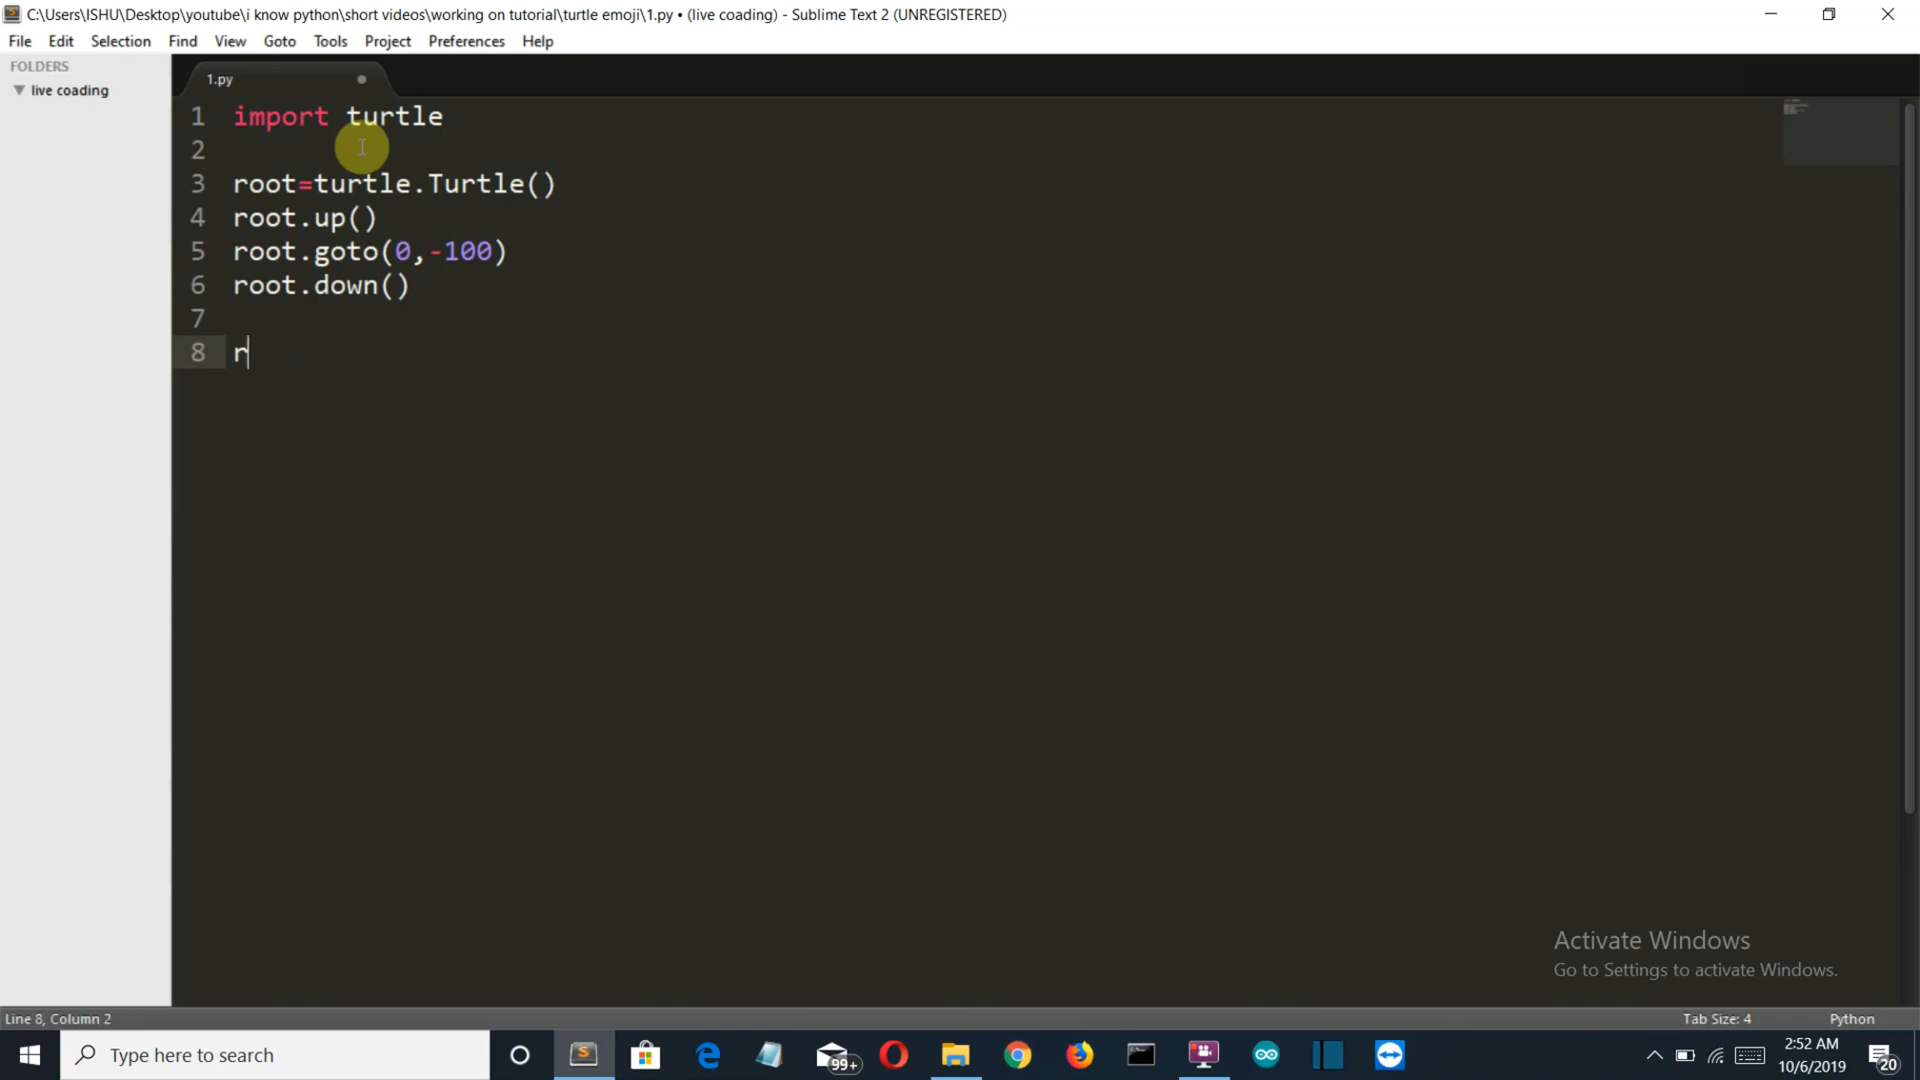 C:\Users\ISHU\Desktop\youtube\i know python\short videos\working on tutorial\turtle emoji\1.py • (live coading) - Sublime Text 2 (UNREGISTERED)
File Edit Selection Find View Goto Tools Project Preferences Help
FOLDERS
live coading
1.py
1 import turtle
2
3 root=turtle.Turtle()
4 root.up()
5 root.goto(0,-100)
6 root.down()
7
8 r
Activate Windows
Go to Settings to activate Windows.
Line 8, Column 2
Tab Size: 4
Python
Type here to search
99+
2:52 AM
10/6/2019
20